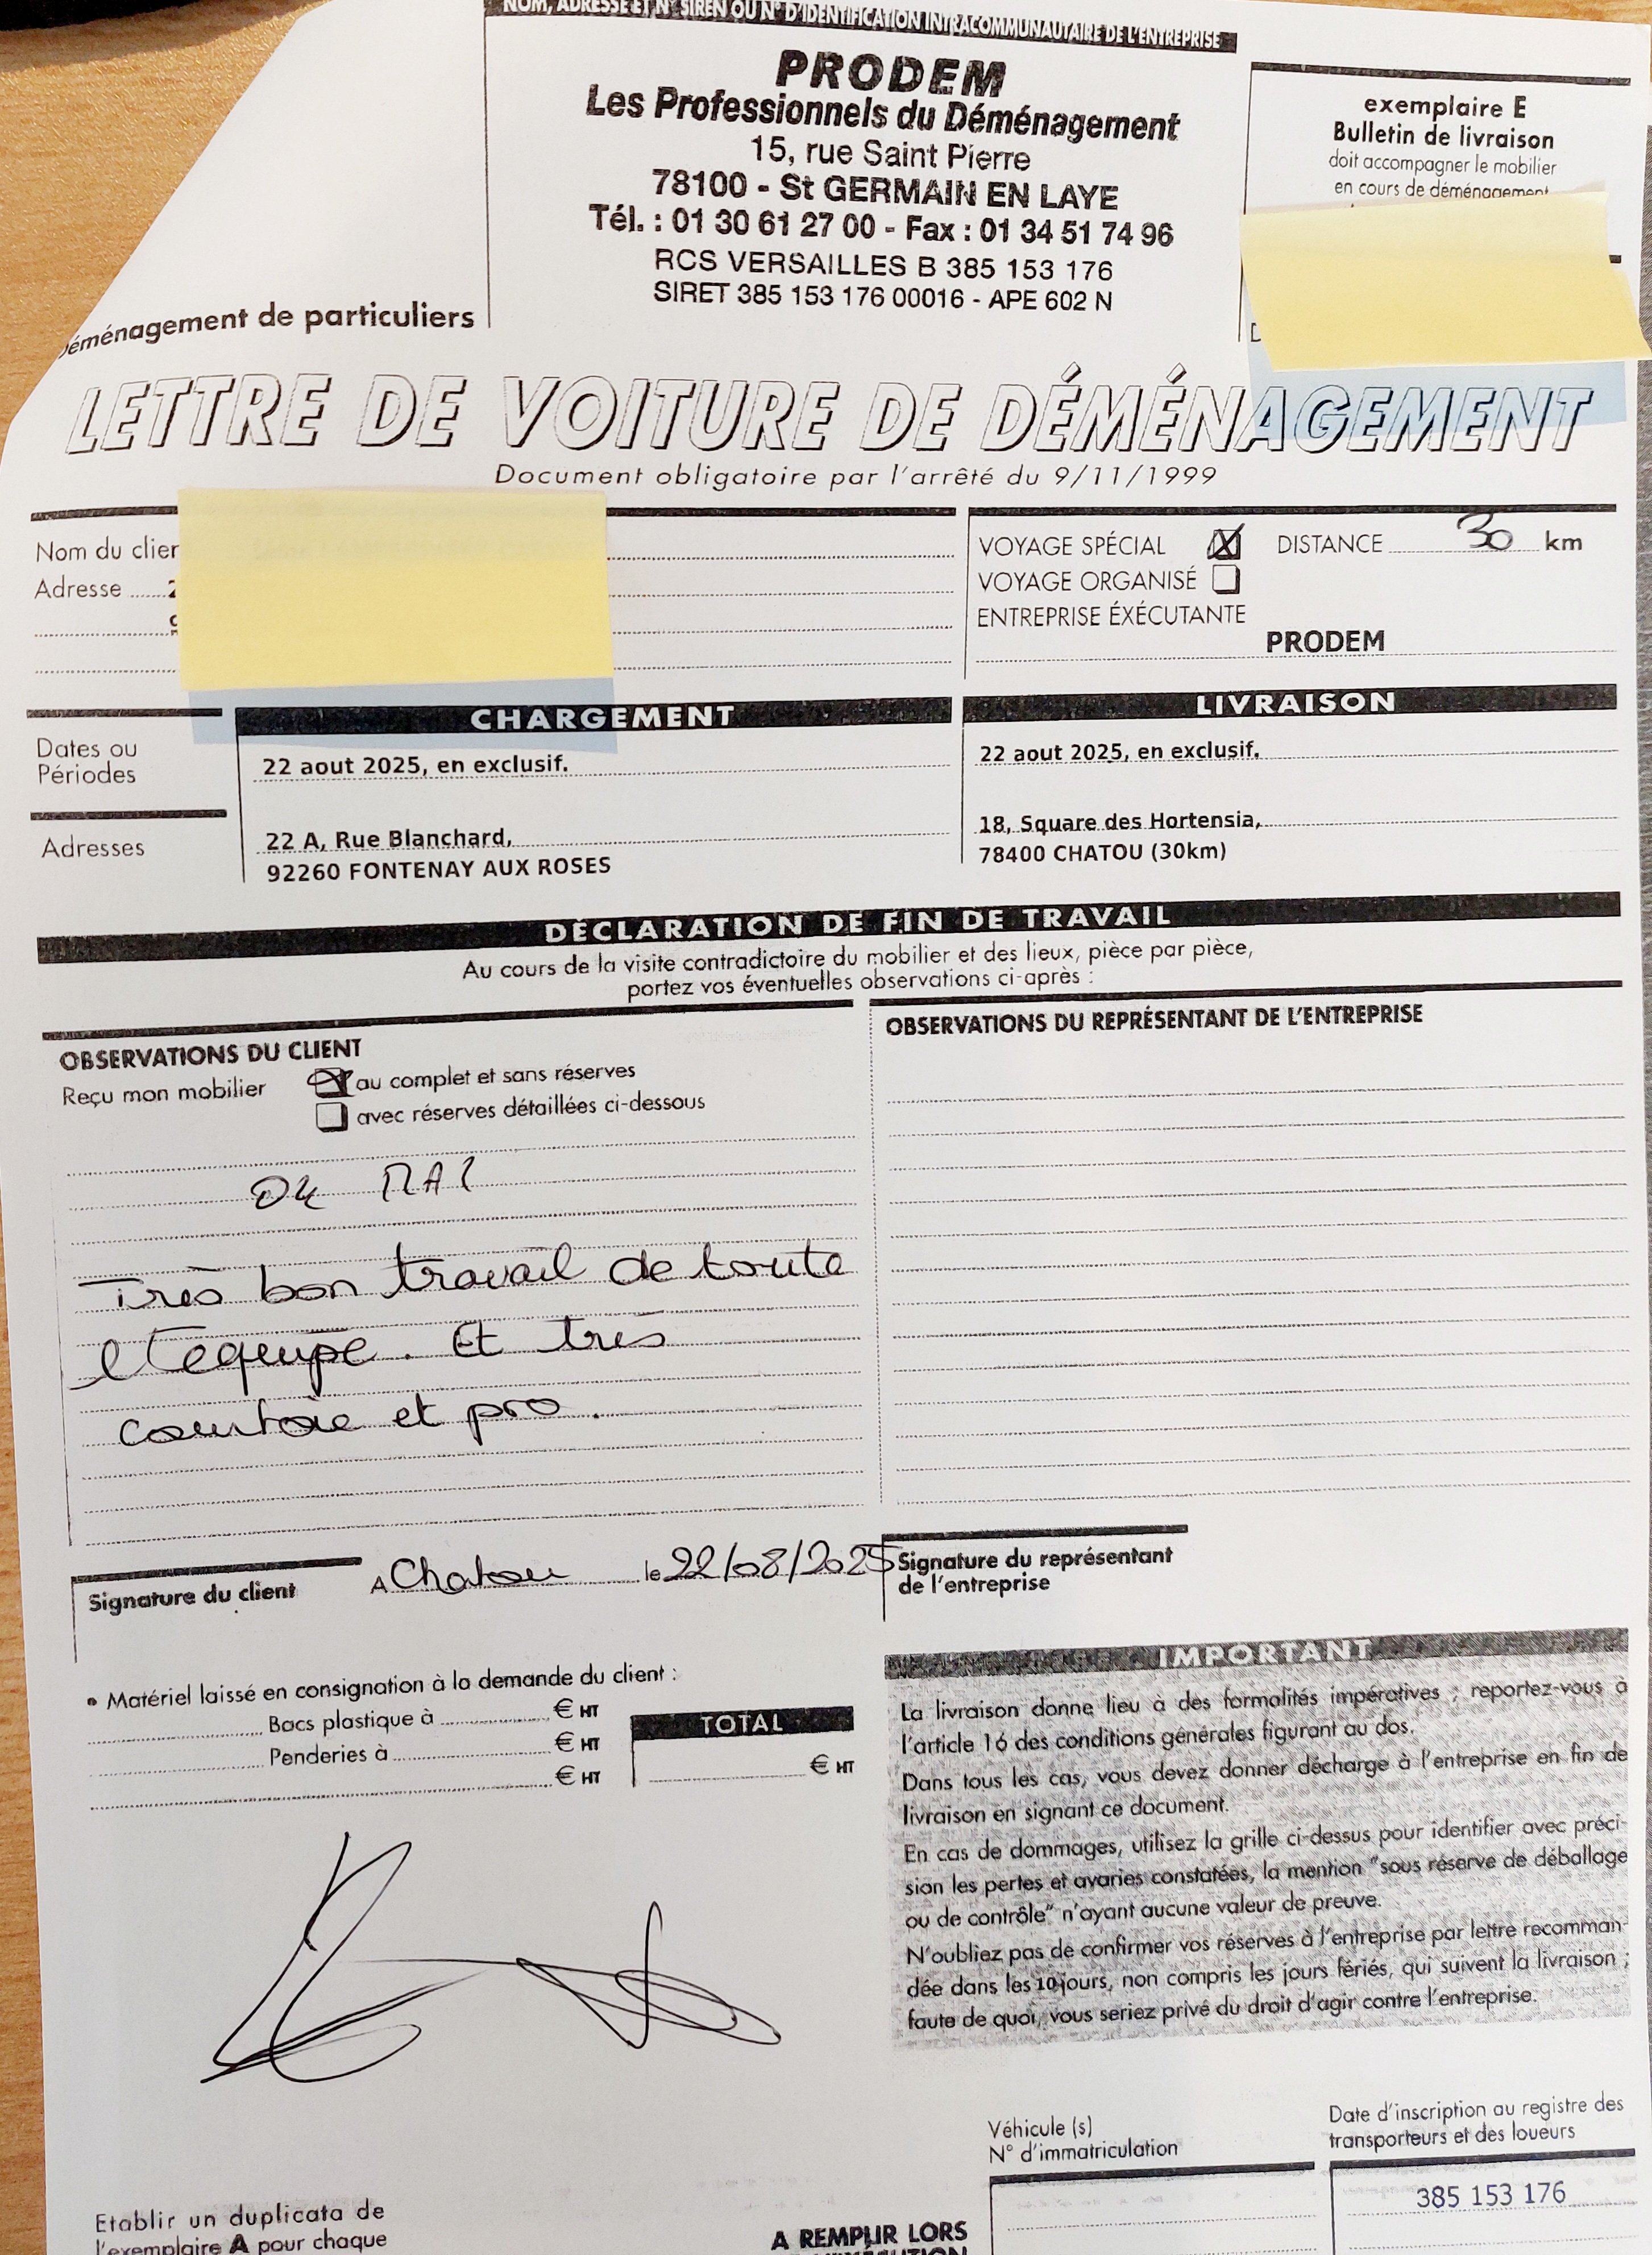 NOM, ADRESSE ET N° SIREN OU N° D'IDENTIFICATION INTRACOMMUNAUTAIRE DE L'ENTREPRISE
PRODEM
Les Professionnels du Déménagement
15, rue Saint Pierre
78100 - St GERMAIN EN LAYE
Tél. : 01 30 61 27 00 - Fax : 01 34 51 74 96
RCS VERSAILLES B 385 153 176
SIRET 385 153 176 00016 - APE 602 N
exemplaire E
Bulletin de livraison
doit accompagner le mobilier
en cours de déménagement
déménagement de particuliers
LETTRE DE VOITURE DE DÉMÉNAGEMENT
Document obligatoire par l'arrêté du 9/11/1999
Nom du clien
Adresse
VOYAGE SPÉCIAL DISTANCE 30 km
VOYAGE ORGANISÉ
ENTREPRISE ÉXÉCUTANTE
PRODEM
CHARGEMENT
LIVRAISON
Dates ou
Périodes
22 aout 2025, en exclusif.
22 aout 2025, en exclusif.
Adresses
22 A, Rue Blanchard,
92260 FONTENAY AUX ROSES
18, Square des Hortensia,
78400 CHATOU (30km)
DÉCLARATION DE FIN DE TRAVAIL
Au cours de la visite contradictoire du mobilier et des lieux, pièce par pièce,
portez vos éventuelles observations ci-après :
OBSERVATIONS DU CLIENT
Reçu mon mobilier au complet et sans réserves
avec réserves détaillées ci-dessous
Très bon travail de toute
l'équipe. Et très
courtoie et pro.
OBSERVATIONS DU REPRÉSENTANT DE L'ENTREPRISE
Signature du client
A Chatou le 22/08/2025
Signature du représentant
de l'entreprise
• Matériel laissé en consignation à la demande du client :
Bacs plastique à € HT
Penderies à € HT
€ HT
TOTAL
€ HT
IMPORTANT
La livraison donne lieu à des formalités impératives ; reportez-vous à
l'article 16 des conditions générales figurant au dos.
Dans tous les cas, vous devez donner décharge à l'entreprise en fin de
livraison en signant ce document.
En cas de dommages, utilisez la grille ci-dessus pour identifier avec préci-
sion les pertes et avaries constatées, la mention "sous réserve de déballage
ou de contrôle" n'ayant aucune valeur de preuve.
N'oubliez pas de confirmer vos réserves à l'entreprise par lettre recomman-
dée dans les 10 jours, non compris les jours fériés, qui suivent la livraison ;
faute de quoi, vous seriez privé du droit d'agir contre l'entreprise.
Véhicule (s)
N° d'immatriculation
Date d'inscription au registre des
transporteurs et des loueurs
385 153 176
Etablir un duplicata de
l'exemplaire A pour chaque
A REMPLIR LORS